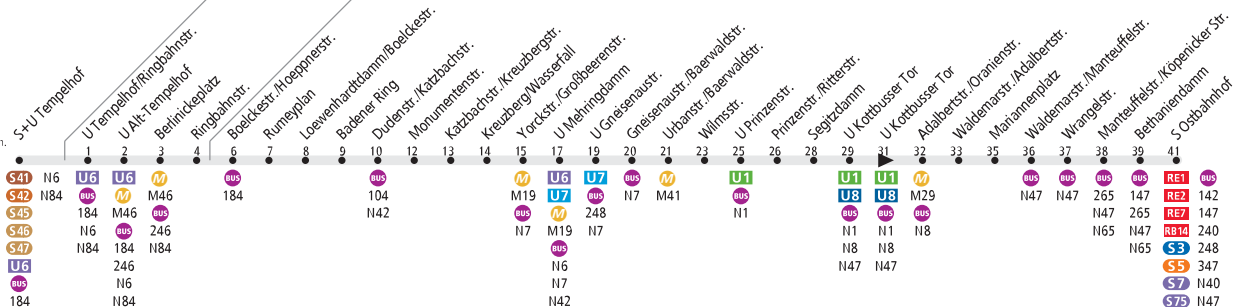 n.
S+U Tempelhof
U Tempelhof/Ringbahnstr.
U Alt-Tempelhof
Berlinickeplatz
Ringbahnstr.
Boelckestr./Hoeppnerstr.
Rumeyplan
Loewenhardtdamm/Boelckestr.
Badener Ring
Dudenstr./Katzbachstr.
Monumentenstr.
Katzbachstr./Kreuzbergstr.
Kreuzberg/Wasserfall
Yorckstr./Großbeerenstr.
U Mehringdamm
U Gneisenaustr.
Gneisenaustr./Baerwaldstr.
Urbanstr./Baerwaldstr.
Wilmsstr.
U Prinzenstr.
Prinzenstr./Ritterstr.
Segitzdamm
U Kottbusser Tor
U Kottbusser Tor
Adalbertstr./Oranienstr.
Waldemarstr./Adalbertstr.
Mariannenplatz
Waldemarstr./Manteuffelstr.
Wrangelstr.
Manteuffelstr./Köpenicker Str.
Bethaniendamm
S Ostbahnhof
1 2 3 4 6 7 8 9 10 12 13 14 15 17 19 20 21 23 25 26 28 29 31 32 33 35 36 38 38 39 41
S41 N6 U6 U6 M BUS BUS M U6 U7 BUS M U1 U1 U1 M BUS BUS BUS BUS RE1 BUS
S42 N84 BUS M M46 184 104 M19 U7 BUS N7 M41 BUS U8 U8 M29 N47 N47 265 147 RE2 142
S45 184 M46 BUS N42 BUS M 248 N1 BUS BUS BUS N47 265 RE7 147
S46 N6 BUS 246 N7 M19 N7 N1 N1 N8 N65 N47 RB14 240
S47 N84 184 N84 BUS N8 N8 N65 S3 248
U6 246 N6 N47 N47 S5 347
BUS N6 N7 S7 N40
184 N84 N42 S75 N47